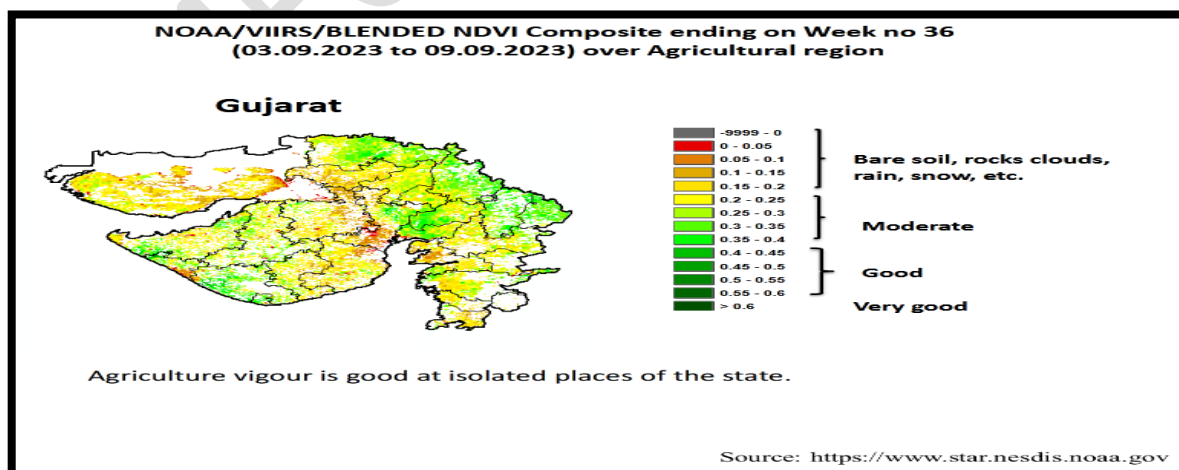 NOAA/VIIRS/BLENDED NDVI Composite ending on Week no 36
(03.09.2023 to 09.09.2023) over Agricultural region
Gujarat
-9999 - 0
0 - 0.05
0.05 - 0.1
0.1 - 0.15
0.15 - 0.2
0.2 - 0.25
0.25 - 0.3
0.3 - 0.35
0.35 - 0.4
0.4 - 0.45
0.45 - 0.5
0.5 - 0.55
0.55 - 0.6
> 0.6
Bare soil, rocks clouds,
rain, snow, etc.
Moderate
Good
Very good
Agriculture vigour is good at isolated places of the state.
Source: https://www.star.nesdis.noaa.gov